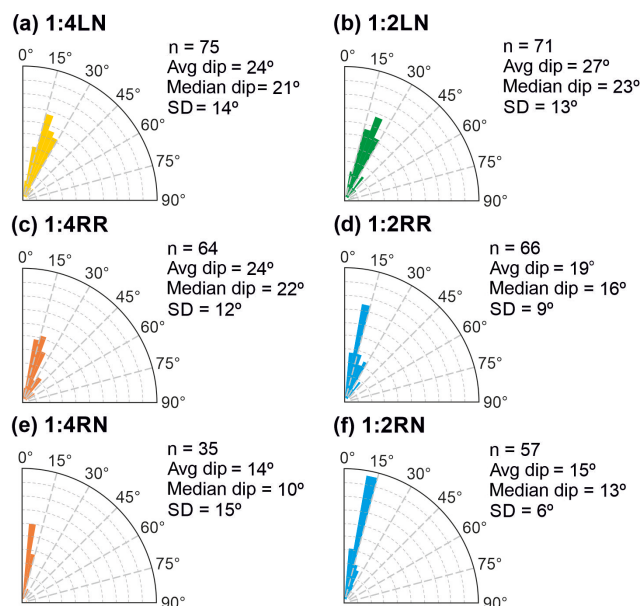 (a) 1:4LN
0° 15° 30° 45° 60° 75° 90°
n = 75
Avg dip = 24º
Median dip= 21º
SD = 14º
(b) 1:2LN
0° 15° 30° 45° 60° 75° 90°
n = 71
Avg dip = 27º
Median dip = 23º
SD = 13º
(c) 1:4RR
0° 15° 30° 45° 60° 75° 90°
n = 64
Avg dip = 24º
Median dip = 22º
SD = 12º
(d) 1:2RR
0° 15° 30° 45° 60° 75° 90°
n = 66
Avg dip = 19°
Median dip = 16º
SD = 9º
(e) 1:4RN
0° 15° 30° 45° 60° 75° 90°
n = 35
Avg dip = 14º
Median dip = 10º
SD = 15º
(f) 1:2RN
0° 15° 30° 45° 60° 75° 90°
n = 57
Avg dip = 15º
Median dip = 13º
SD = 6º